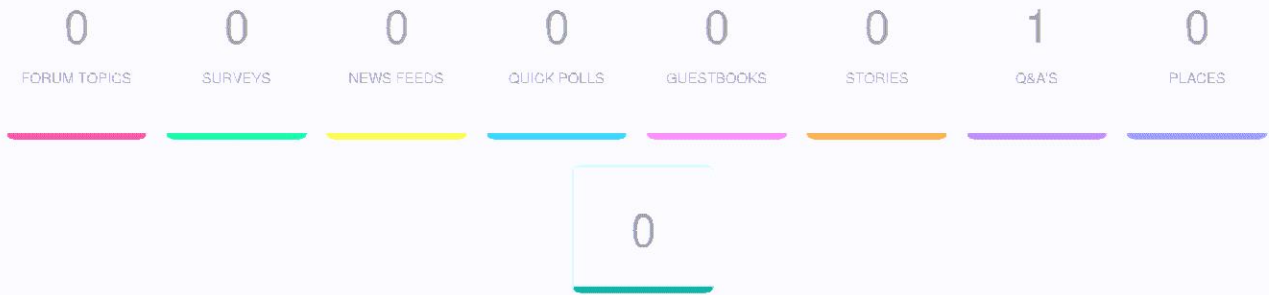 0 0 0 0 0 0 1 0
FORUM TOPICS SURVEYS NEWS FEEDS QUICK POLLS GUESTBOOKS STORIES Q&A'S PLACES
0